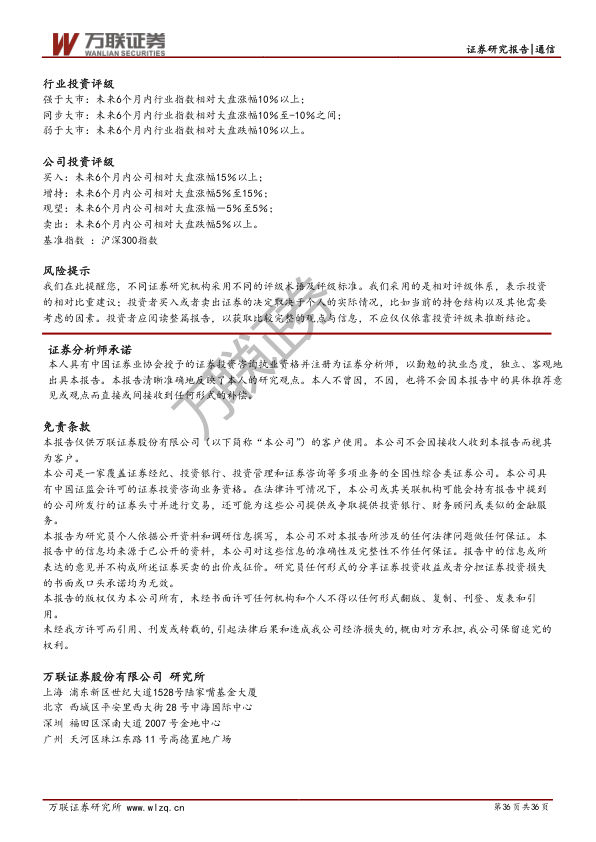 万联证券
WANLIAN SECURITIES
证券研究报告|通信
行业投资评级
强于大市：未来6个月内行业指数相对大盘涨幅10%以上；
同步大市：未来6个月内行业指数相对大盘涨幅10%至-10%之间；
弱于大市：未来6个月内行业指数相对大盘跌幅10%以上。
公司投资评级
买入：未来6个月内公司相对大盘涨幅15%以上；
增持：未来6个月内公司相对大盘涨幅5%至15%；
观望：未来6个月内公司相对大盘涨幅－5%至5%；
卖出：未来6个月内公司相对大盘跌幅5%以上。
基准指数 ：沪深300指数
风险提示
我们在此提醒您，不同证券研究机构采用不同的评级术语及评级标准。我们采用的是相对评级体系，表示投资
的相对比重建议；投资者买入或者卖出证券的决定取决于个人的实际情况，比如当前的持仓结构以及其他需要
考虑的因素。投资者应阅读整篇报告，以获取比较完整的观点与信息，不应仅仅依靠投资评级来推断结论。
证券分析师承诺
本人具有中国证券业协会授予的证券投资咨询执业资格并注册为证券分析师，以勤勉的执业态度，独立、客观地
出具本报告。本报告清晰准确地反映了本人的研究观点。本人不曾因，不因，也将不会因本报告中的具体推荐意
见或观点而直接或间接收到任何形式的补偿。
免责条款
本报告仅供万联证券股份有限公司（以下简称“本公司”）的客户使用。本公司不会因接收人收到本报告而视其
为客户。
本公司是一家覆盖证券经纪、投资银行、投资管理和证券咨询等多项业务的全国性综合类证券公司。本公司具
有中国证监会许可的证券投资咨询业务资格。在法律许可情况下，本公司或其关联机构可能会持有报告中提到
的公司所发行的证券头寸并进行交易，还可能为这些公司提供或争取提供投资银行、财务顾问或类似的金融服
务。
本报告为研究员个人依据公开资料和调研信息撰写，本公司不对本报告所涉及的任何法律问题做任何保证。本
报告中的信息均来源于已公开的资料，本公司对这些信息的准确性及完整性不作任何保证。报告中的信息或所
表达的意见并不构成所述证券买卖的出价或征价。研究员任何形式的分享证券投资收益或者分担证券投资损失
的书面或口头承诺均为无效。
本报告的版权仅为本公司所有，未经书面许可任何机构和个人不得以任何形式翻版、复制、刊登、发表和引
用。
未经我方许可而引用、刊发或转载的,引起法律后果和造成我公司经济损失的,概由对方承担,我公司保留追究的
权利。
万联证券股份有限公司 研究所
上海 浦东新区世纪大道1528号陆家嘴基金大厦
北京 西城区平安里西大街28号中海国际中心
深圳 福田区深南大道2007号金地中心
广州 天河区珠江东路11号高德置地广场
万联证券
万联证券研究所 www.wlzq.cn
第36页共36页